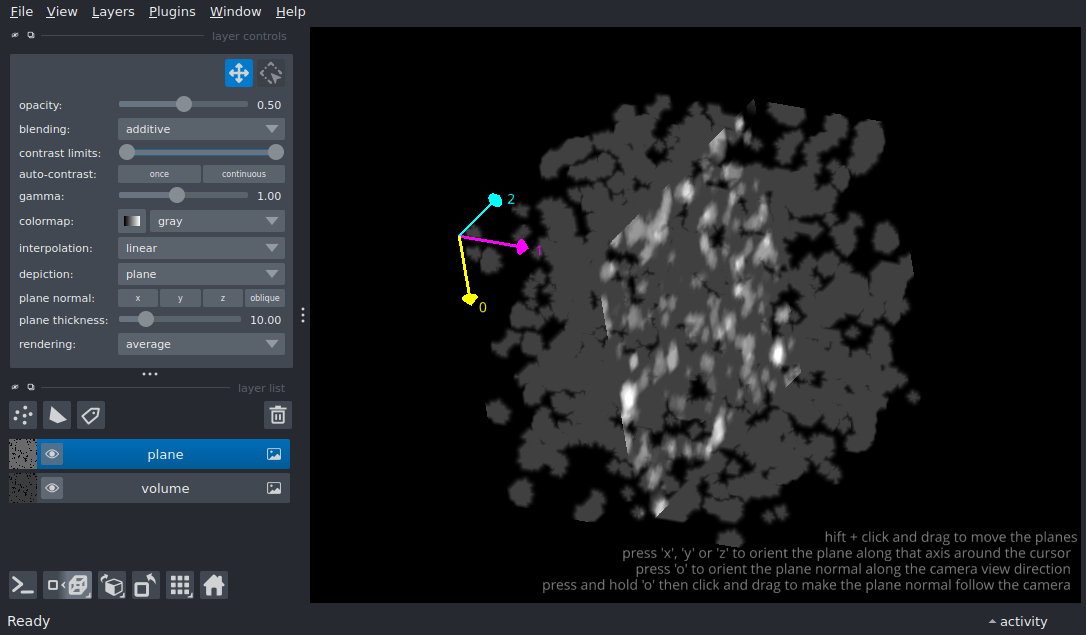 File View Layers Plugins Window Help
layer controls
opacity: 0.50
blending: additive
contrast limits:
auto-contrast: once continuous
gamma: 1.00
colormap: gray
interpolation: linear
depiction: plane
plane normal: x y z oblique
plane thickness: 10.00
rendering: average
layer list
plane
volume
2
1
0
hift + click and drag to move the planes
press 'x', 'y' or 'z' to orient the plane along that axis around the cursor
press 'o' to orient the plane normal along the camera view direction
press and hold 'o' then click and drag to make the plane normal follow the camera
Ready
activity